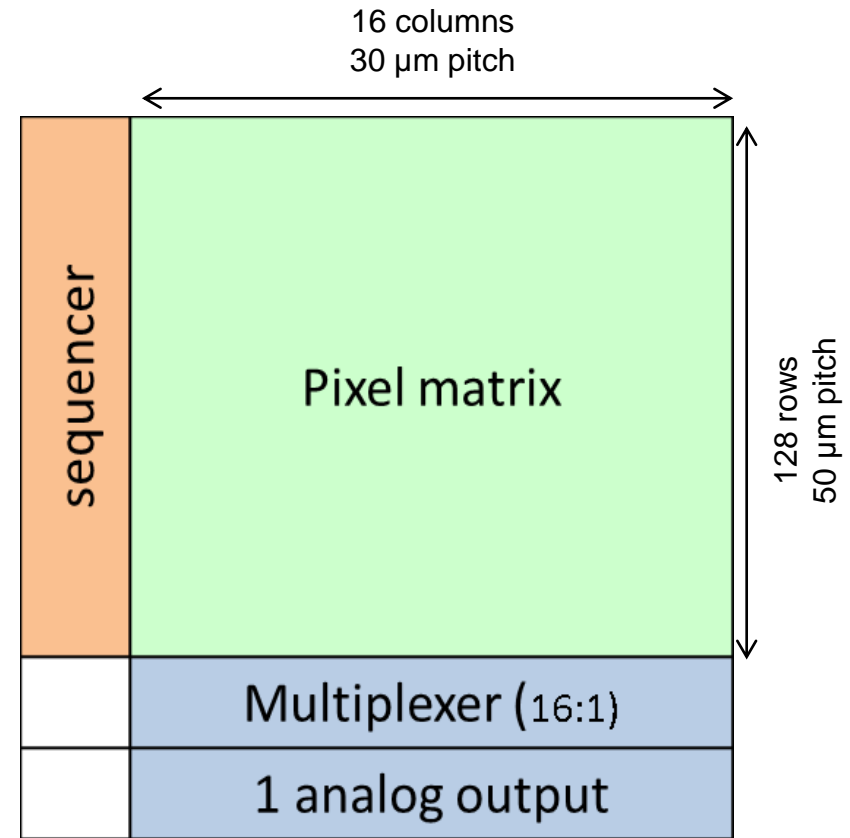 16 columns
30 µm pitch
sequencer
Pixel matrix
128 rows
50 µm pitch
Multiplexer (16:1)
1 analog output